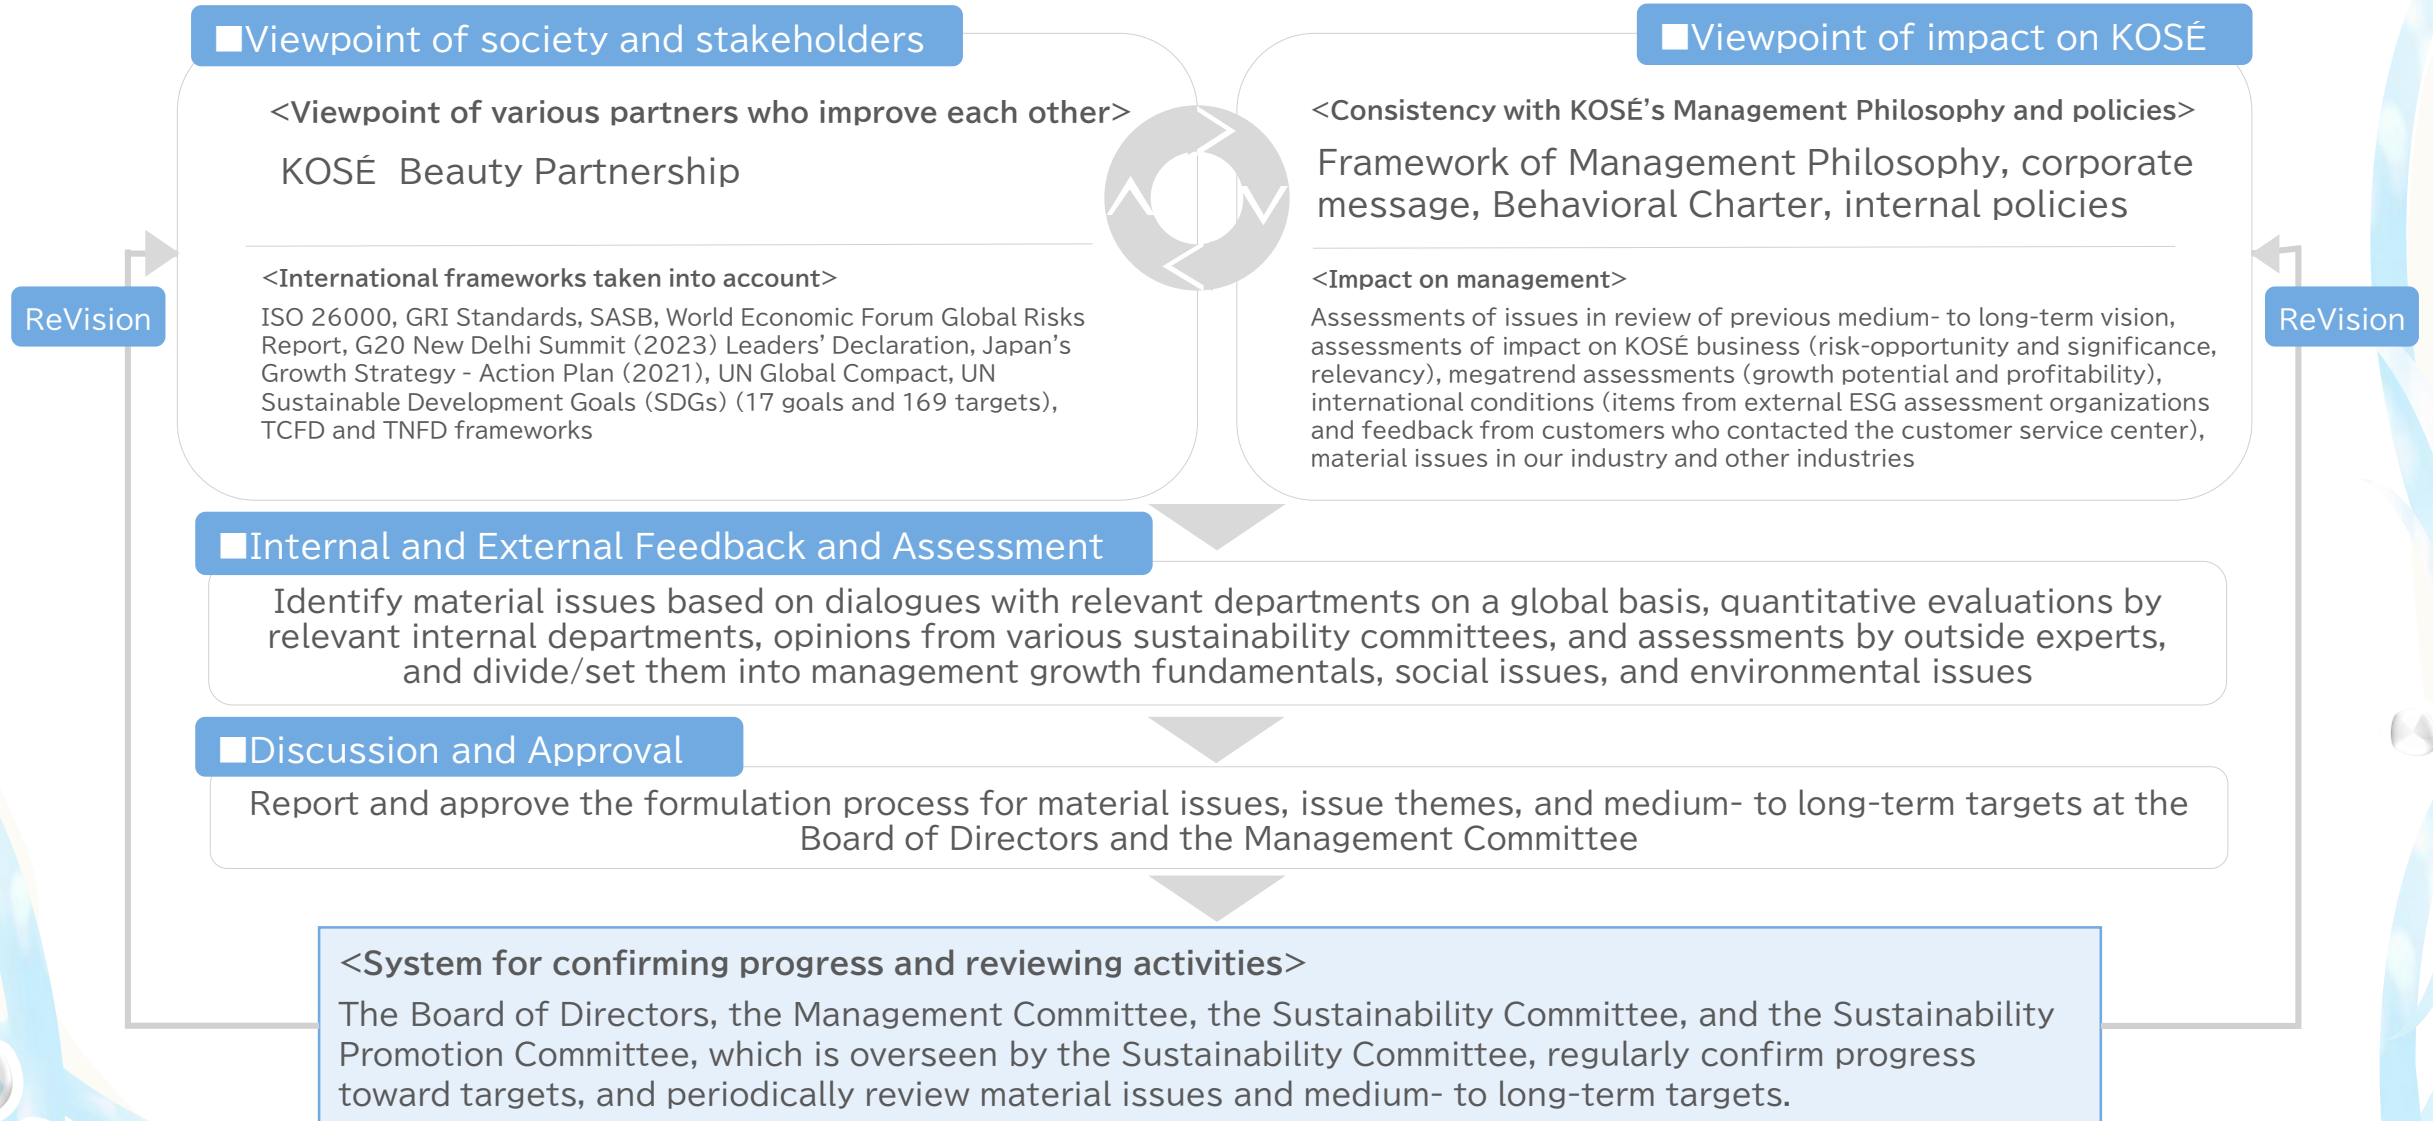 ■Viewpoint of society and stakeholders
<Viewpoint of various partners who improve each other>
KOSÉ Beauty Partnership
<International frameworks taken into account>
ISO 26000, GRI Standards, SASB, World Economic Forum Global Risks
Report, G20 New Delhi Summit (2023) Leaders' Declaration, Japan's
Growth Strategy - Action Plan (2021), UN Global Compact, UN
Sustainable Development Goals (SDGs) (17 goals and 169 targets),
TCFD and TNFD frameworks
■Viewpoint of impact on KOSÉ
<Consistency with KOSÉ's Management Philosophy and policies>
Framework of Management Philosophy, corporate
message, Behavioral Charter, internal policies
<Impact on management>
Assessments of issues in review of previous medium- to long-term vision,
assessments of impact on KOSÉ business (risk-opportunity and significance,
relevancy), megatrend assessments (growth potential and profitability),
international conditions (items from external ESG assessment organizations
and feedback from customers who contacted the customer service center),
material issues in our industry and other industries
ReVision
ReVision
■Internal and External Feedback and Assessment
Identify material issues based on dialogues with relevant departments on a global basis, quantitative evaluations by
relevant internal departments, opinions from various sustainability committees, and assessments by outside experts,
and divide/set them into management growth fundamentals, social issues, and environmental issues
■Discussion and Approval
Report and approve the formulation process for material issues, issue themes, and medium- to long-term targets at the
Board of Directors and the Management Committee
<System for confirming progress and reviewing activities>
The Board of Directors, the Management Committee, the Sustainability Committee, and the Sustainability
Promotion Committee, which is overseen by the Sustainability Committee, regularly confirm progress
toward targets, and periodically review material issues and medium- to long-term targets.